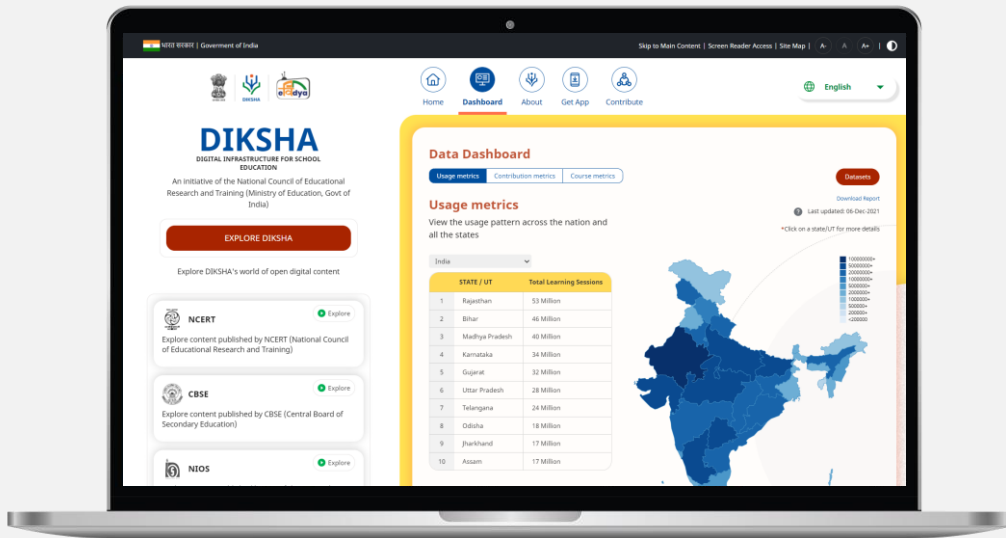 भारत सरकार | Goverment of India
Skip to Main Content | Screen Reader Access | Site Map | A- A A+ |
DIKSHA
Home
Dashboard
About
Get App
Contribute
English
DIKSHA
DIGITAL INFRASTRUCTURE FOR SCHOOL
EDUCATION
An initiative of the National Council of Educational
Research and Training (Ministry of Education, Govt of
India)
EXPLORE DIKSHA
Explore DIKSHA's world of open digital content
NCERT
Explore
Explore content published by NCERT (National Council
of Educational Research and Training)
CBSE
Explore
Explore content published by CBSE (Central Board of
Secondary Education)
NIOS
Explore
Data Dashboard
Usage metrics
Contribution metrics
Course metrics
Datasets
Usage metrics
Download Report
View the usage pattern across the nation and
all the states
Last updated: 06-Dec-2021
*Click on a state/UT for more details
India
STATE / UT Total Learning Sessions
1 Rajasthan 53 Million
2 Bihar 46 Million
3 Madhya Pradesh 40 Million
4 Karnataka 34 Million
5 Gujarat 32 Million
6 Uttar Pradesh 28 Million
7 Telangana 24 Million
8 Odisha 18 Million
9 Jharkhand 17 Million
10 Assam 17 Million